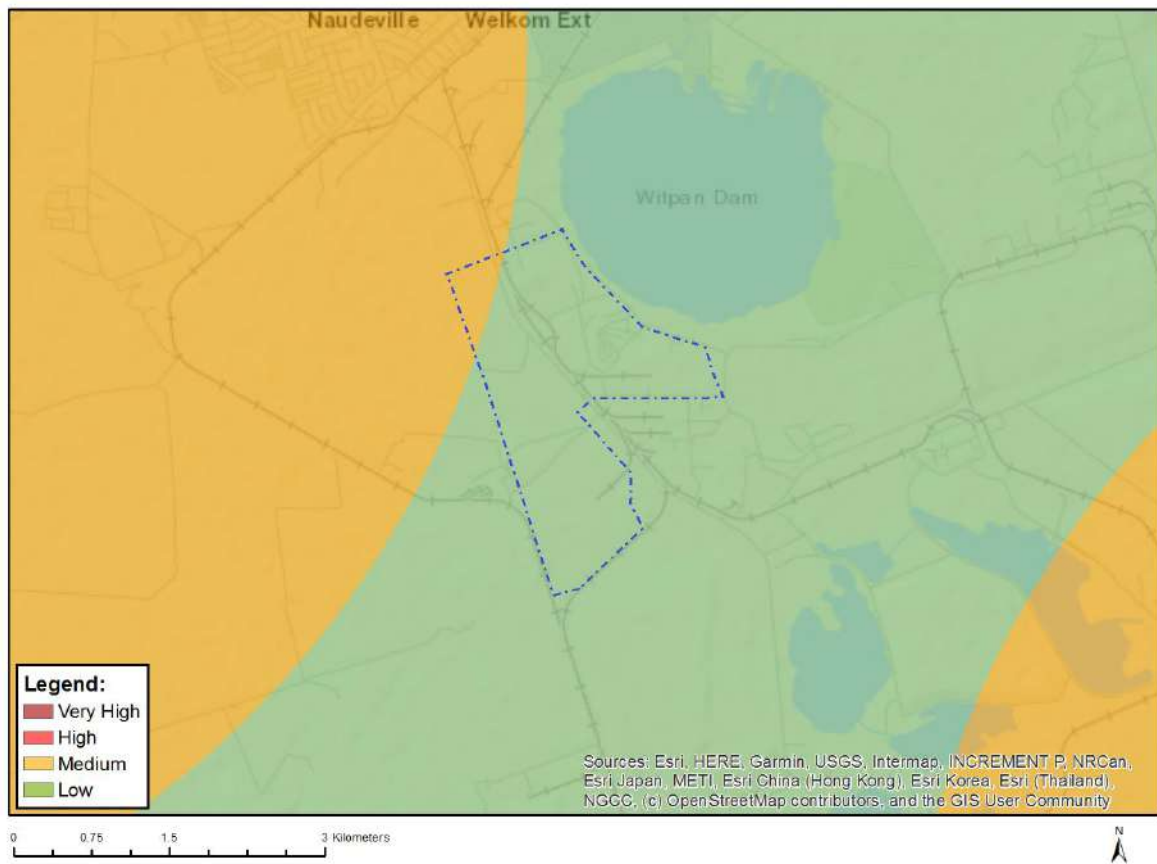 Naudeville Welkom Ext
Witpan Dam
Legend:
Very High
High
Medium
Low
Sources: Esri, HERE, Garmin, USGS, Intermap, INCREMENT P, NRCan,
Esri Japan, METI, Esri China (Hong Kong), Esri Korea, Esri (Thailand),
NGCC, (c) OpenStreetMap contributors, and the GIS User Community
0 0.75 1.5 3 Kilometers
N